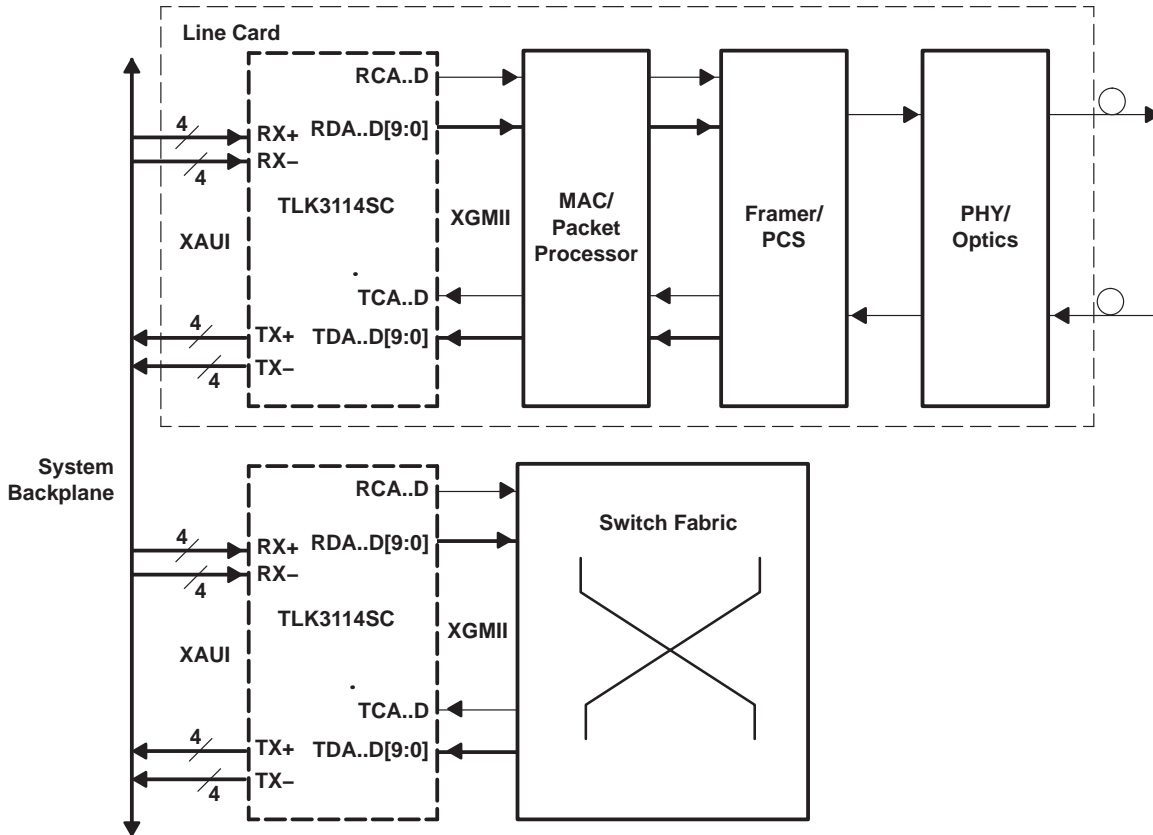 Line Card
RCA..D
4
RX+
RDA..D[9:0]
RX–
4
TLK3114SC
XAUI
XGMII
MAC/
Packet
Processor
Framer/
PCS
PHY/
Optics
TCA..D
4
TX+
TDA..D[9:0]
TX–
4
System
Backplane
RCA..D
4
RX+
RDA..D[9:0]
RX–
4
TLK3114SC
XAUI
XGMII
Switch Fabric
TCA..D
4
TX+
TDA..D[9:0]
TX–
4